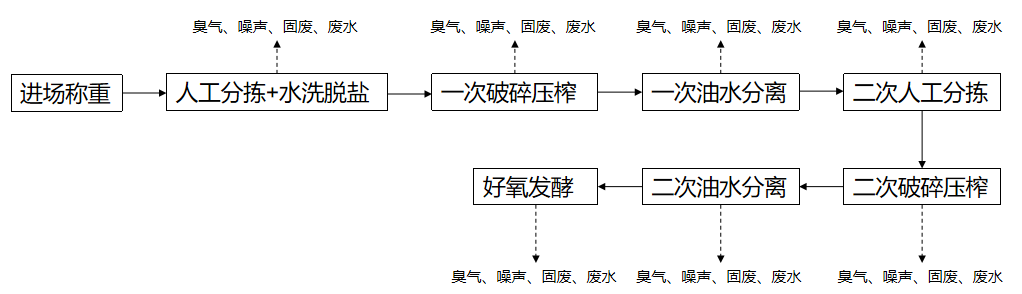 臭气、噪声、固废、废水
臭气、噪声、固废、废水
臭气、噪声、固废、废水
臭气、噪声、固废、废水
进场称重
人工分拣+水洗脱盐
一次破碎压榨
一次油水分离
二次人工分拣
好氧发酵
二次油水分离
二次破碎压榨
臭气、噪声、固废、废水
臭气、噪声、固废、废水
臭气、噪声、固废、废水